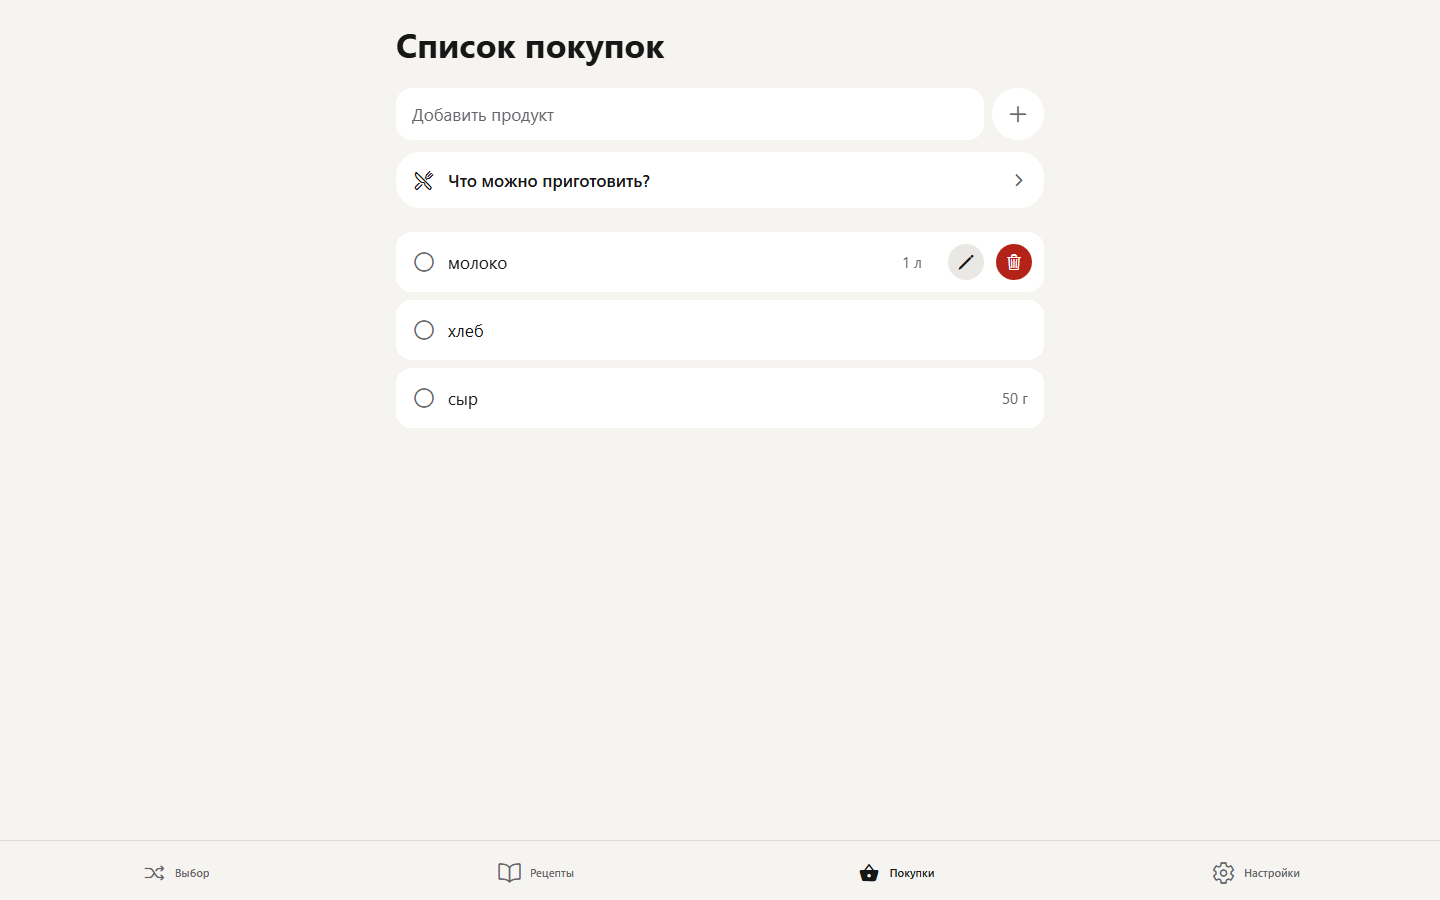 Список покупок
Добавить продукт
Что можно приготовить?
молоко 1 л
хлеб
сыр 50 г
Выбор Рецепты Покупки Настройки